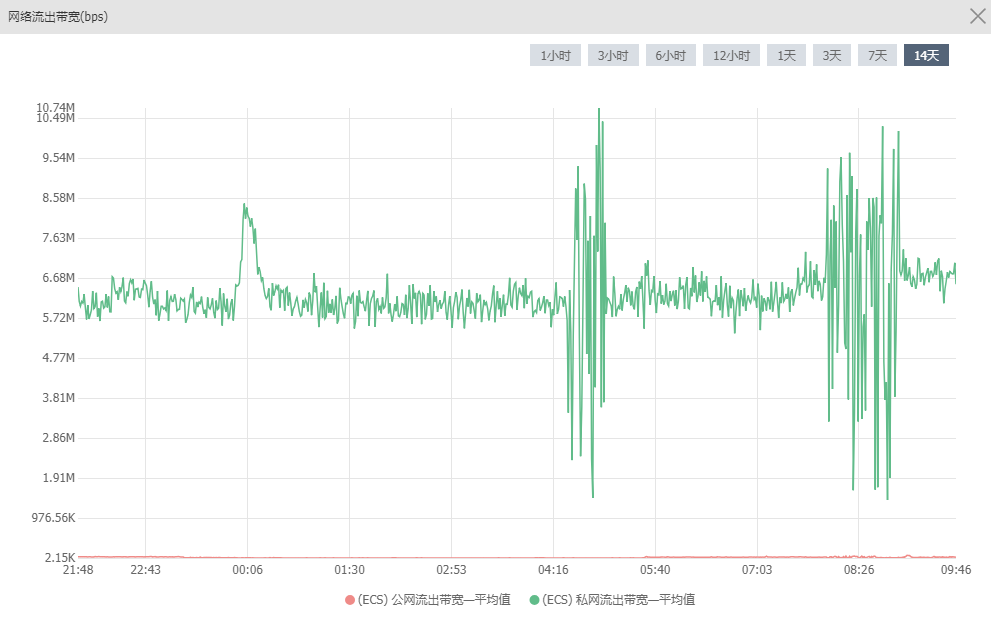 网络流出带宽(bps)
1小时 3小时 6小时 12小时 1天 3天 7天 14天
10.74M
10.49M
9.54M
8.58M
7.63M
6.68M
5.72M
4.77M
3.81M
2.86M
1.91M
976.56K
2.15K
21:48 22:43 00:06 01:30 02:53 04:16 05:40 07:03 08:26 09:46
(ECS) 公网流出带宽—平均值 (ECS) 私网流出带宽—平均值